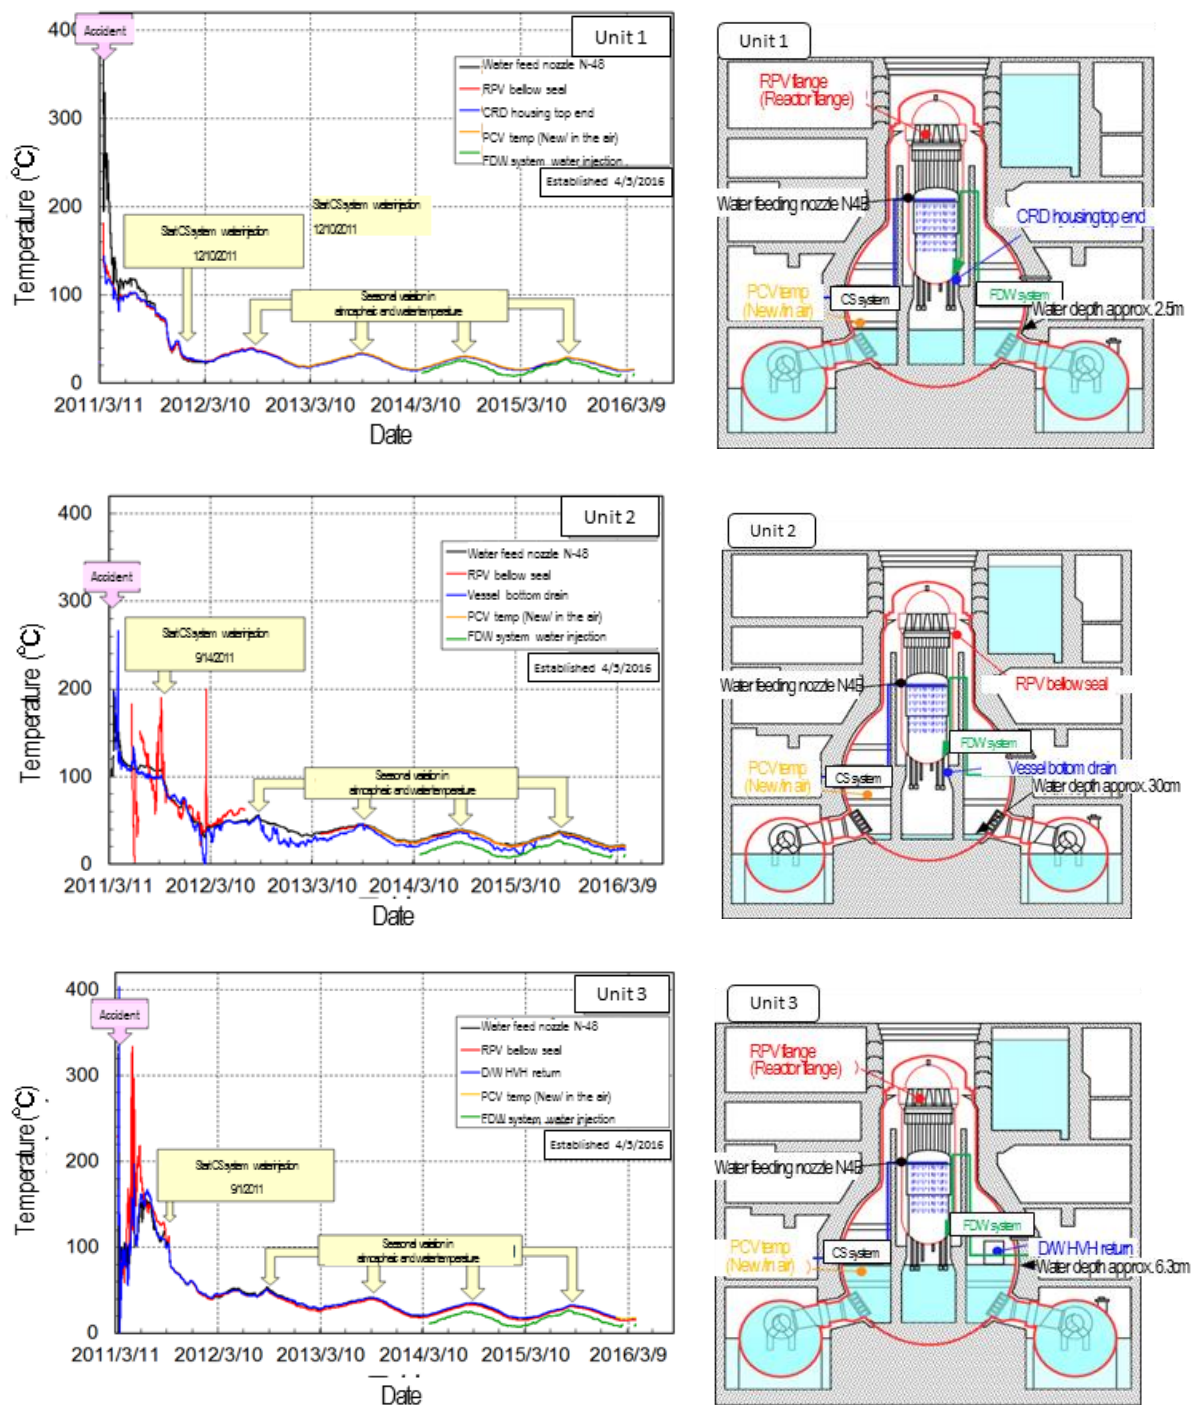 Unit 1
Accident
Water feed nozzle N-48
RPV bellow seal
CRD housing top end
PCV temp (New/ in the air)
FDW system water injection
Established 4/5/2016
Start CS system water injection
12/10/2011
Start CS system water injection
12/10/2011
Seasonal variation in
atmospheric and water temperature
Temperature (°C)
400
300
200
100
0
2011/3/11 2012/3/10 2013/3/10 2014/3/10 2015/3/10 2016/3/9
Date
Unit 1
RPV flange
(Reactor flange)
Water feeding nozzle N4B
CRD housing top end
PCV temp
(New/in air)
CS system
FDW system
Water depth approx. 2.5m
Unit 2
Accident
Water feed nozzle N-48
RPV bellow seal
Vessel bottom drain
PCV temp (New/ in the air)
FDW system water injection
Established 4/5/2016
Start CS system water injection
9/14/2011
Seasonal variation in
atmospheric and water temperature
Temperature (°C)
400
300
200
100
0
2011/3/11 2012/3/10 2013/3/10 2014/3/10 2015/3/10 2016/3/9
Date
Unit 2
Water feeding nozzle N4B
RPV bellow seal
FDW system
PCV temp
(New/in air)
CS system
Vessel bottom drain
Water depth approx. 30cm
Unit 3
Accident
Water feed nozzle N-48
RPV bellow seal
D/W HVH return
PCV temp (New/ in the air)
FDW system water injection
Established 4/5/2016
Start CS system water injection
9/1/2011
Seasonal variation in
atmospheric and water temperature
Temperature (°C)
400
300
200
100
0
2011/3/11 2012/3/10 2013/3/10 2014/3/10 2015/3/10 2016/3/9
Date
Unit 3
RPV flange
(Reactor flange)
Water feeding nozzle N4B
FDW system
PCV temp
(New/in air)
CS system
D/W HVH return
Water depth approx. 6.3cm